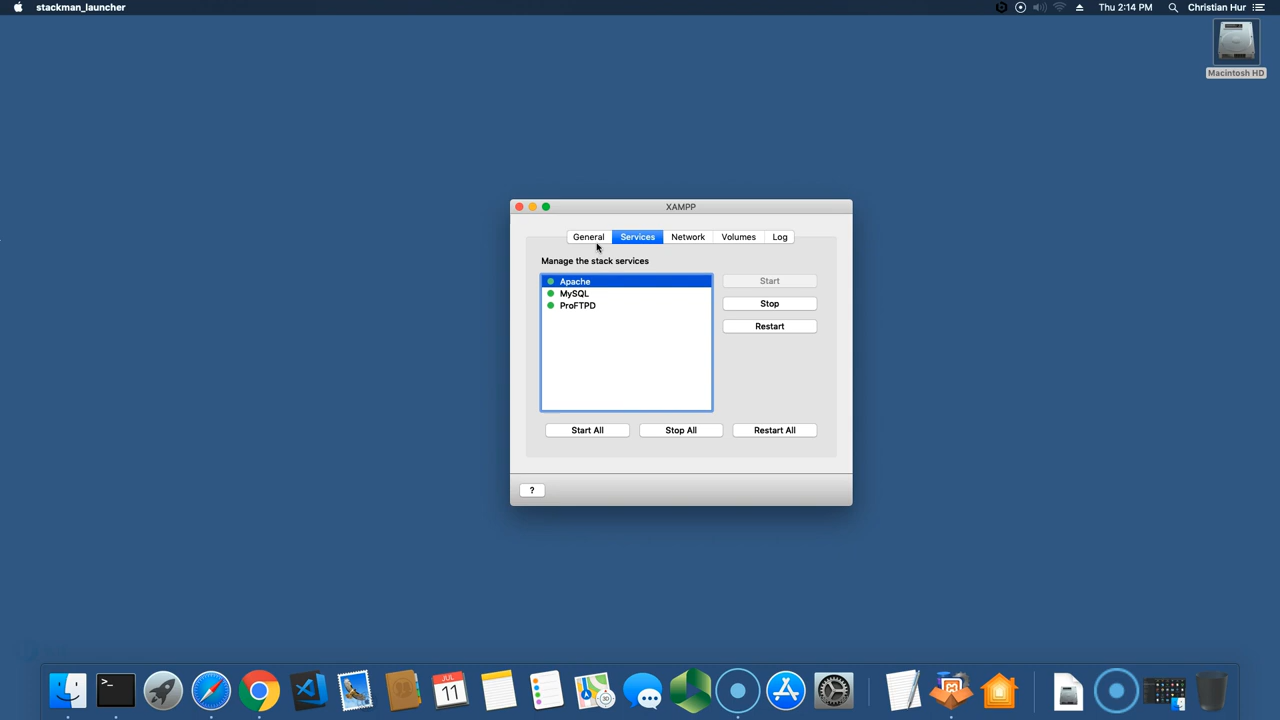 stackman_launcher
Thu 2:14 PM
Christian Hur
Macintosh HD
XAMPP
General
Services
Network
Volumes
Log
Manage the stack services
Apache
MySQL
ProFTPD
Start
Stop
Restart
Start All
Stop All
Restart All
?
>_
JUL
11
3D